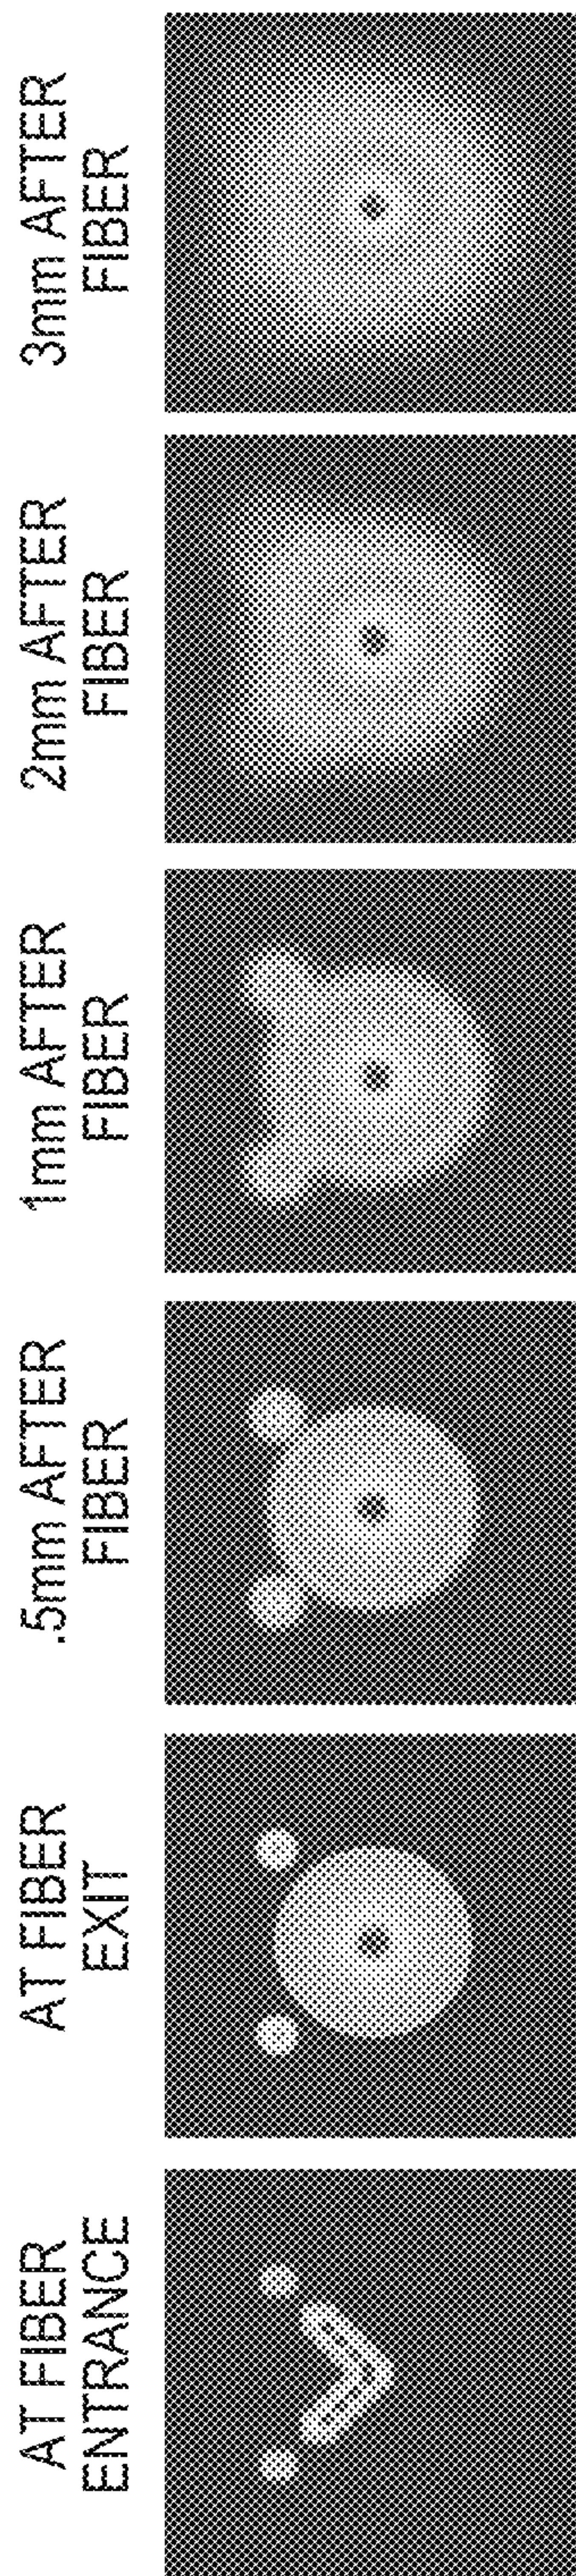 3mm AFTER
FIBER
2mm AFTER
FIBER
1mm AFTER
FIBER
.5mm AFTER
FIBER
AT FIBER
EXIT
AT FIBER
ENTRANCE